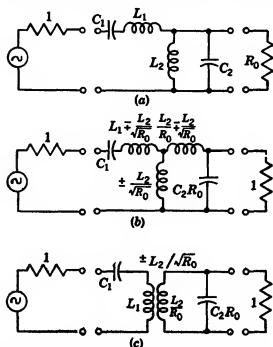 1 C₁ L₁ L₂ C₂ R₀
(a)
L₁∓L₂/√R₀ L₂/R₀∓L₂/√R₀
1 C₁ ±L₂/√R₀ C₂R₀ 1
(b)
±L₂/√R₀
1 C₁ L₁ L₂/R₀ C₂R₀ 1
(c)